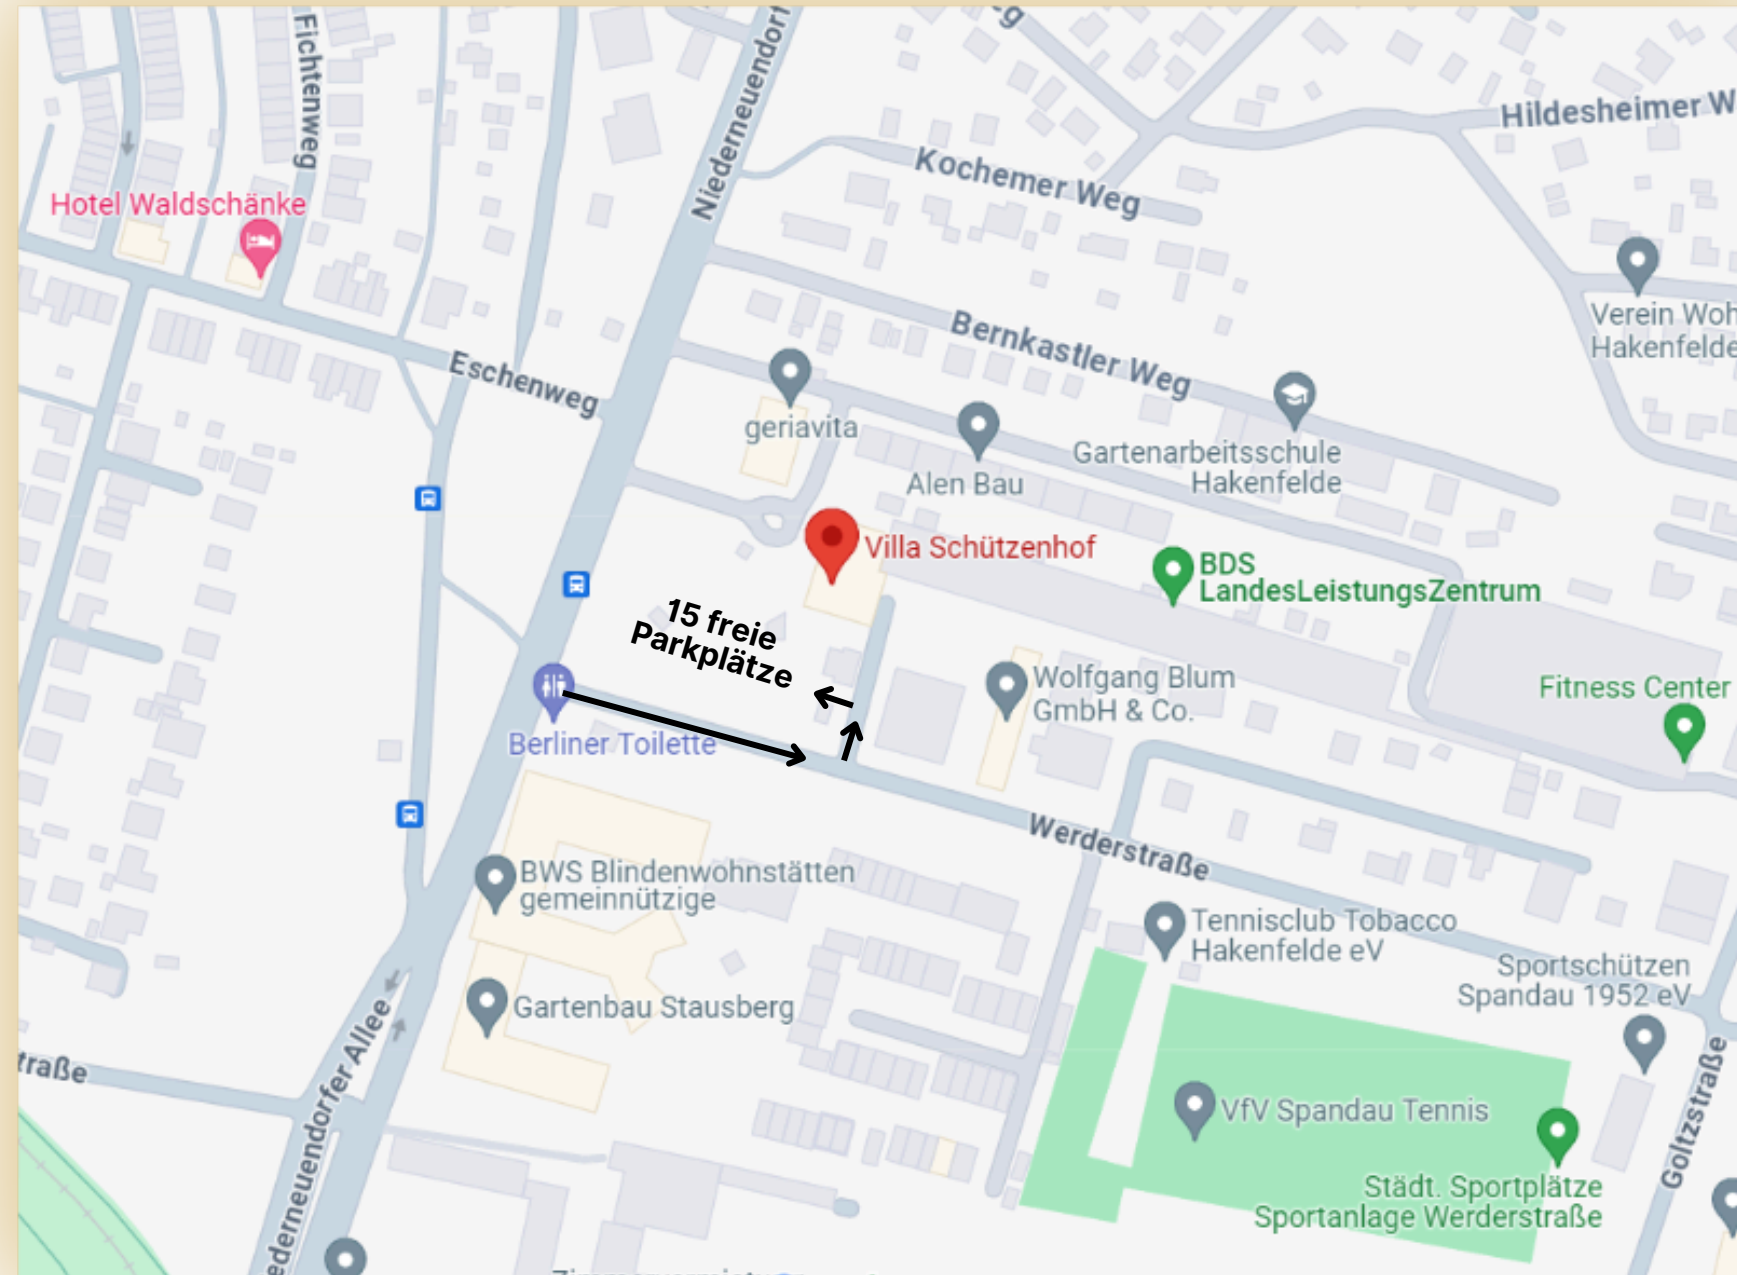 Fichtenweg
Niederneuendorf
Hildesheimer W
Kochemer Weg
Hotel Waldschänke
Verein Woh
Hakenfelde
Eschenweg
Bernkastler Weg
geriavita
Alen Bau
Gartenarbeitsschule
Hakenfelde
Villa Schützenhof
BDS
LandesLeistungsZentrum
15 freie
Parkplätze
Wolfgang Blum
GmbH & Co.
Fitness Center
Berliner Toilette
Werderstraße
BWS Blindenwohnstätten
gemeinnützige
Tennisclub Tobacco
Hakenfelde eV
Sportschützen
Spandau 1952 eV
Gartenbau Stausberg
traße
ederneuendorfer Allee
Goltzstraße
VfV Spandau Tennis
Städt. Sportplätze
Sportanlage Werderstraße